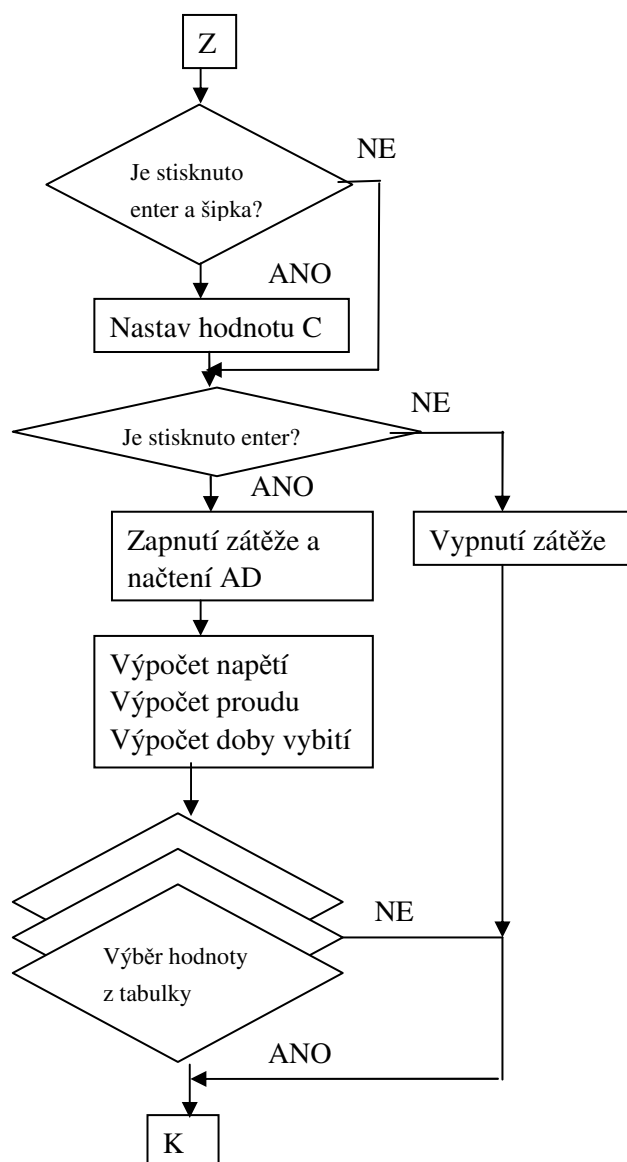 Z
NE
Je stisknuto
enter a šipka?
ANO
Nastav hodnotu C
NE
Je stisknuto enter?
ANO
Zapnutí zátěže a
načtení AD
Vypnutí zátěže
Výpočet napětí
Výpočet proudu
Výpočet doby vybití
NE
Výběr hodnoty
z tabulky
ANO
K